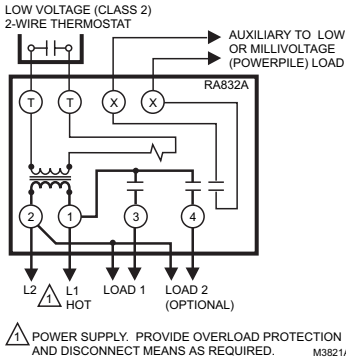 LOW VOLTAGE (CLASS 2)
2-WIRE THERMOSTAT
AUXILIARY TO LOW
OR MILLIVOLTAGE
(POWERPILE) LOAD
RA832A
T T X X
2 1 3 4
L2
1
L1
HOT
LOAD 1
LOAD 2
(OPTIONAL)
1 POWER SUPPLY. PROVIDE OVERLOAD PROTECTION
AND DISCONNECT MEANS AS REQUIRED.
M3821A